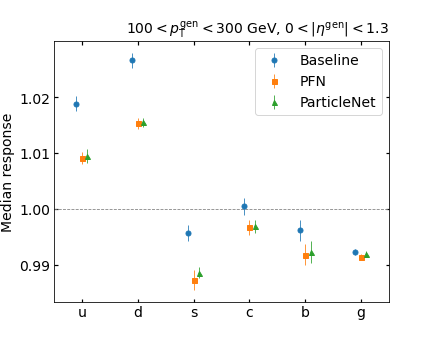 100 < p_T^gen < 300 GeV, 0 < |η^gen| < 1.3
Baseline
PFN
ParticleNet
Median response
1.02
1.01
1.00
0.99
u d s c b g